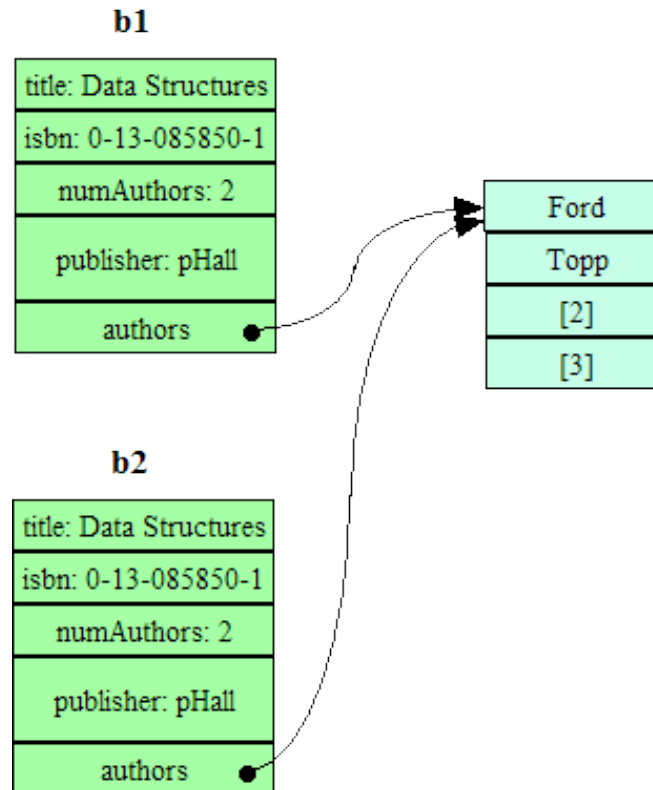 b1
title: Data Structures
isbn: 0-13-085850-1
numAuthors: 2
publisher: pHall
authors
Ford
Topp
[2]
[3]
b2
title: Data Structures
isbn: 0-13-085850-1
numAuthors: 2
publisher: pHall
authors